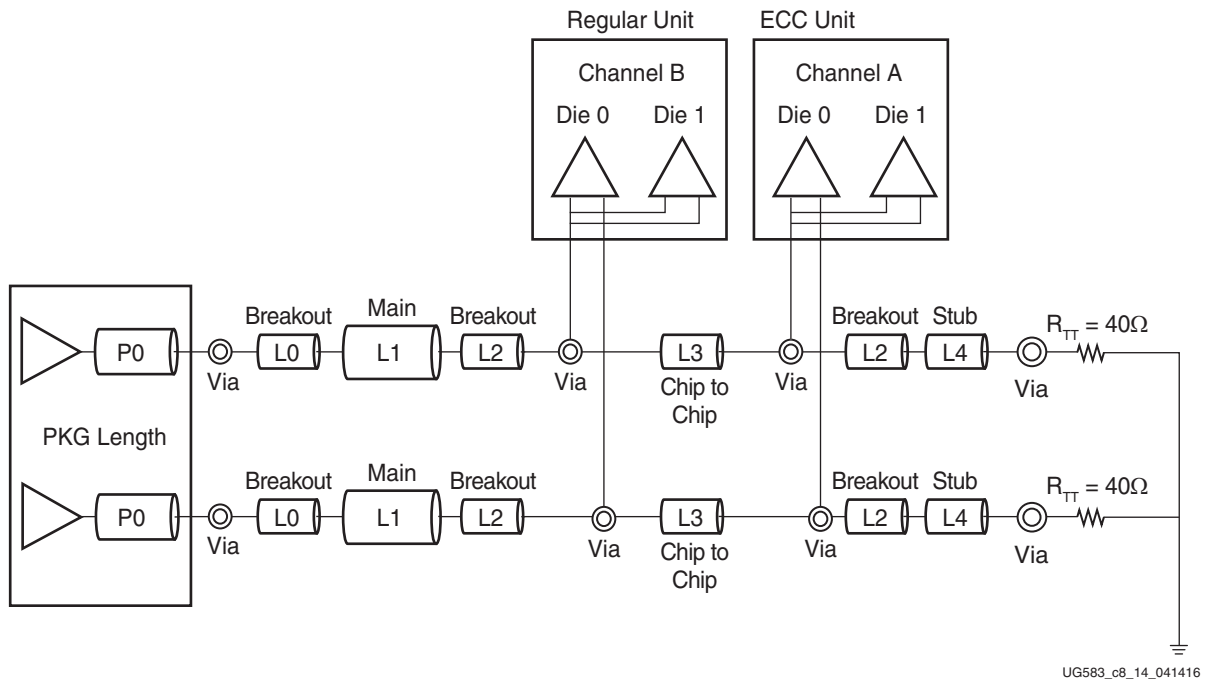 Regular Unit
ECC Unit
Channel B
Channel A
Die 0
Die 1
Die 0
Die 1
Breakout
Main
Breakout
Breakout
Stub
R_TT = 40Ω
P0
L0
L1
L2
L3
L2
L4
Via
Via
Chip to
Chip
Via
Via
PKG Length
Breakout
Main
Breakout
Breakout
Stub
R_TT = 40Ω
P0
L0
L1
L2
L3
L2
L4
Via
Via
Chip to
Chip
Via
Via
UG583_c8_14_041416